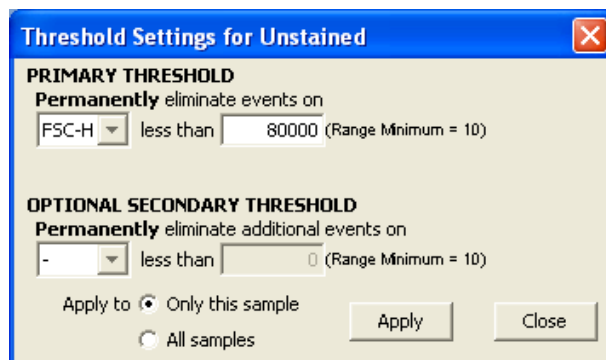 Threshold Settings for Unstained
PRIMARY THRESHOLD
Permanently eliminate events on
FSC-H less than 80000 (Range Minimum = 10)
OPTIONAL SECONDARY THRESHOLD
Permanently eliminate additional events on
- less than 0 (Range Minimum = 10)
Apply to Only this sample
All samples
Apply Close